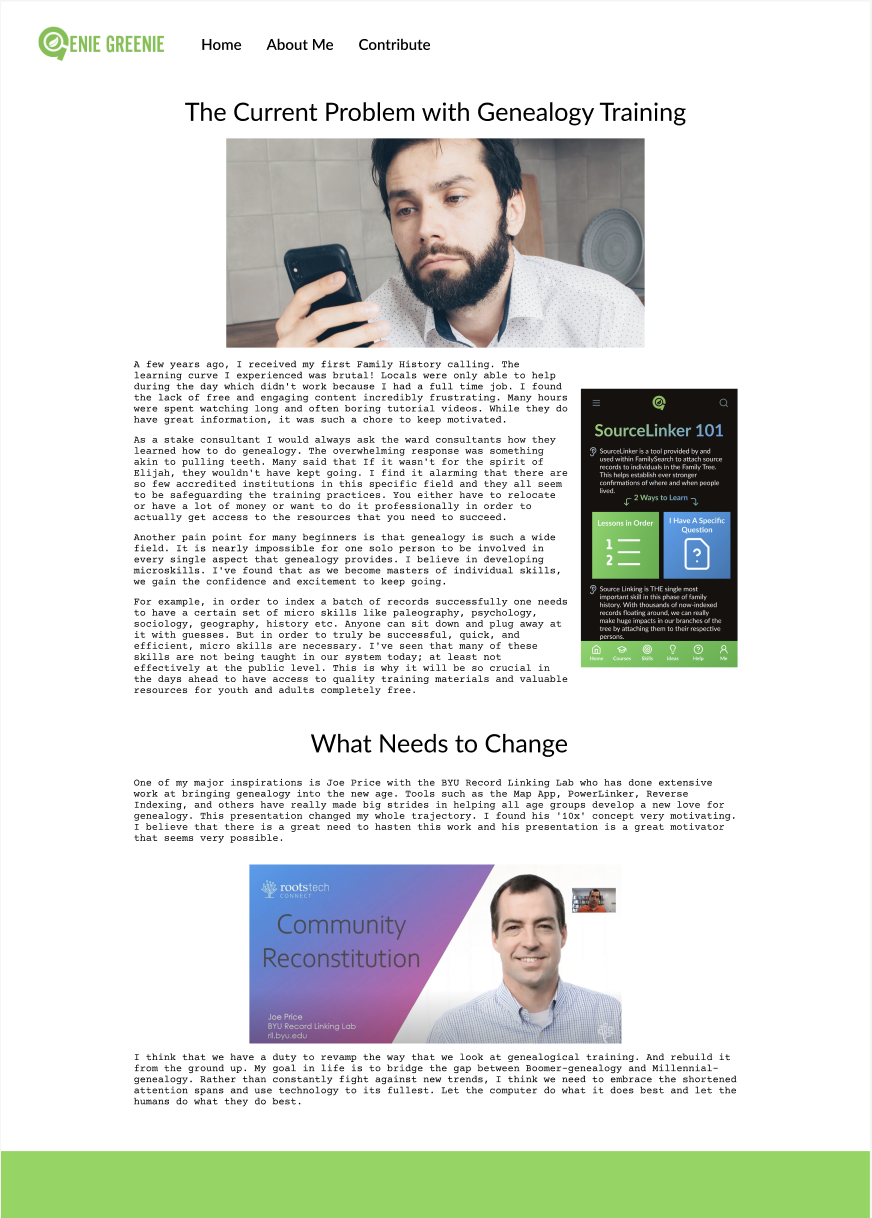 ENIE GREENIE
Home
About Me
Contribute
The Current Problem with Genealogy Training
A few years ago, I received my first Family History calling. The
learning curve I experienced was brutal! Locals were only able to help
during the day which didn't work because I had a full time job. I found
the lack of free and engaging content incredibly frustrating. Many hours
were spent watching long and often boring tutorial videos. While they do
have great information, it was such a chore to keep motivated.
As a stake consultant I would always ask the ward consultants how they
learned how to do genealogy. The overwhelming response was something
akin to pulling teeth. Many said that If it wasn't for the spirit of
Elijah, they wouldn't have kept going. I find it alarming that there are
so few accredited institutions in this specific field and they all seem
to be safeguarding the training practices. You either have to relocate
or have a lot of money or want to do it professionally in order to
actually get access to the resources that you need to succeed.
Another pain point for many beginners is that genealogy is such a wide
field. It is nearly impossible for one solo person to be involved in
every single aspect that genealogy provides. I believe in developing
microskills. I've found that as we become masters of individual skills,
we gain the confidence and excitement to keep going.
For example, in order to index a batch of records successfully one needs
to have a certain set of micro skills like paleography, psychology,
sociology, geography, history etc. Anyone can sit down and plug away at
it with guesses. But in order to truly be successful, quick, and
efficient, micro skills are necessary. I've seen that many of these
skills are not being taught in our system today; at least not
effectively at the public level. This is why it will be so crucial in
the days ahead to have access to quality training materials and valuable
resources for youth and adults completely free.
SourceLinker 101
SourceLinker is a tool provided by and
used within FamilySearch to attach source
records to individuals in the Family Tree.
This helps establish ever stronger
confirmations of where and when people
lived.
2 Ways to Learn
Lessons in Order
1
2
I Have A Specific
Question
?
Source Linking is THE single most
important skill in this phase of family
history. With thousands of now-indexed
records floating around, we can really
make huge impacts in our branches of the
tree by attaching them to their respective
persons.
Home
Courses
Skills
Ideas
Help
Me
What Needs to Change
One of my major inspirations is Joe Price with the BYU Record Linking Lab who has done extensive
work at bringing genealogy into the new age. Tools such as the Map App, PowerLinker, Reverse
Indexing, and others have really made big strides in helping all age groups develop a new love for
genealogy. This presentation changed my whole trajectory. I found his '10x' concept very motivating.
I believe that there is a great need to hasten this work and his presentation is a great motivator
that seems very possible.
rootstech
CONNECT
Community
Reconstitution
Joe Price
BYU Record Linking Lab
rll.byu.edu
I think that we have a duty to revamp the way that we look at genealogical training. And rebuild it
from the ground up. My goal in life is to bridge the gap between Boomer-genealogy and Millennial-
genealogy. Rather than constantly fight against new trends, I think we need to embrace the shortened
attention spans and use technology to its fullest. Let the computer do what it does best and let the
humans do what they do best.